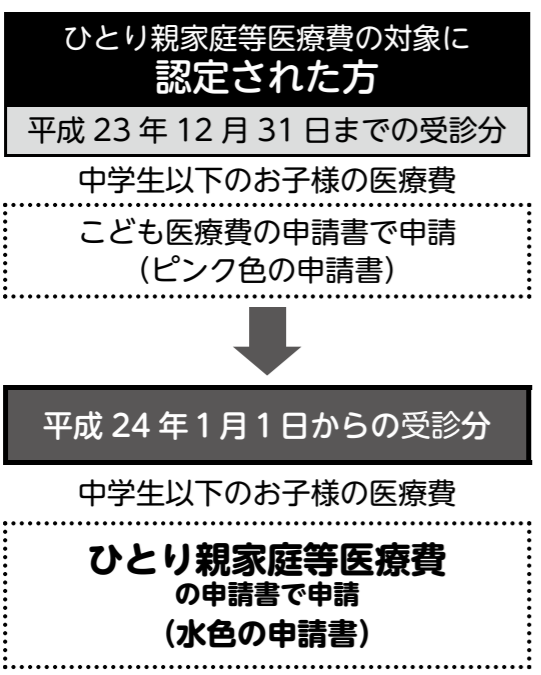 ひとり親家庭等医療費の対象に
認定された方
平成 23 年 12 月 31 日までの受診分
中学生以下のお子様の医療費
こども医療費の申請書で申請
（ピンク色の申請書）
平成 24 年 1 月 1 日からの受診分
中学生以下のお子様の医療費
ひとり親家庭等医療費
の申請書で申請
（水色の申請書）